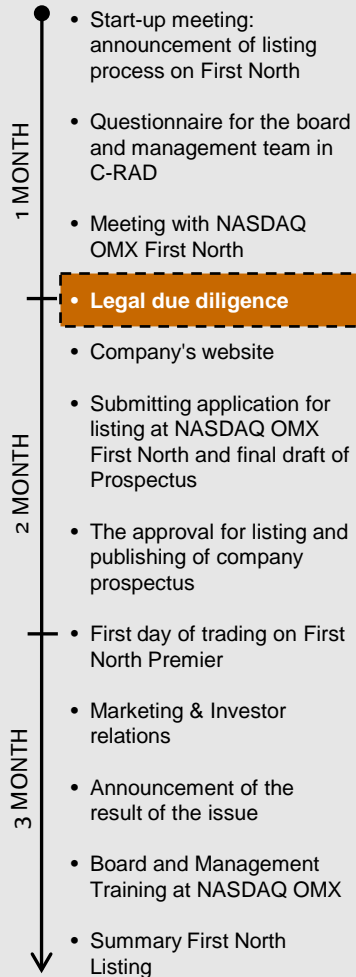 • Start-up meeting:
announcement of listing
process on First North
• Questionnaire for the board
and management team in
C-RAD
1 MONTH
• Meeting with NASDAQ
OMX First North
• Legal due diligence
• Company's website
• Submitting application for
listing at NASDAQ OMX
First North and final draft of
Prospectus
2 MONTH
• The approval for listing and
publishing of company
prospectus
• First day of trading on First
North Premier
• Marketing & Investor
relations
3 MONTH
• Announcement of the
result of the issue
• Board and Management
Training at NASDAQ OMX
• Summary First North
Listing